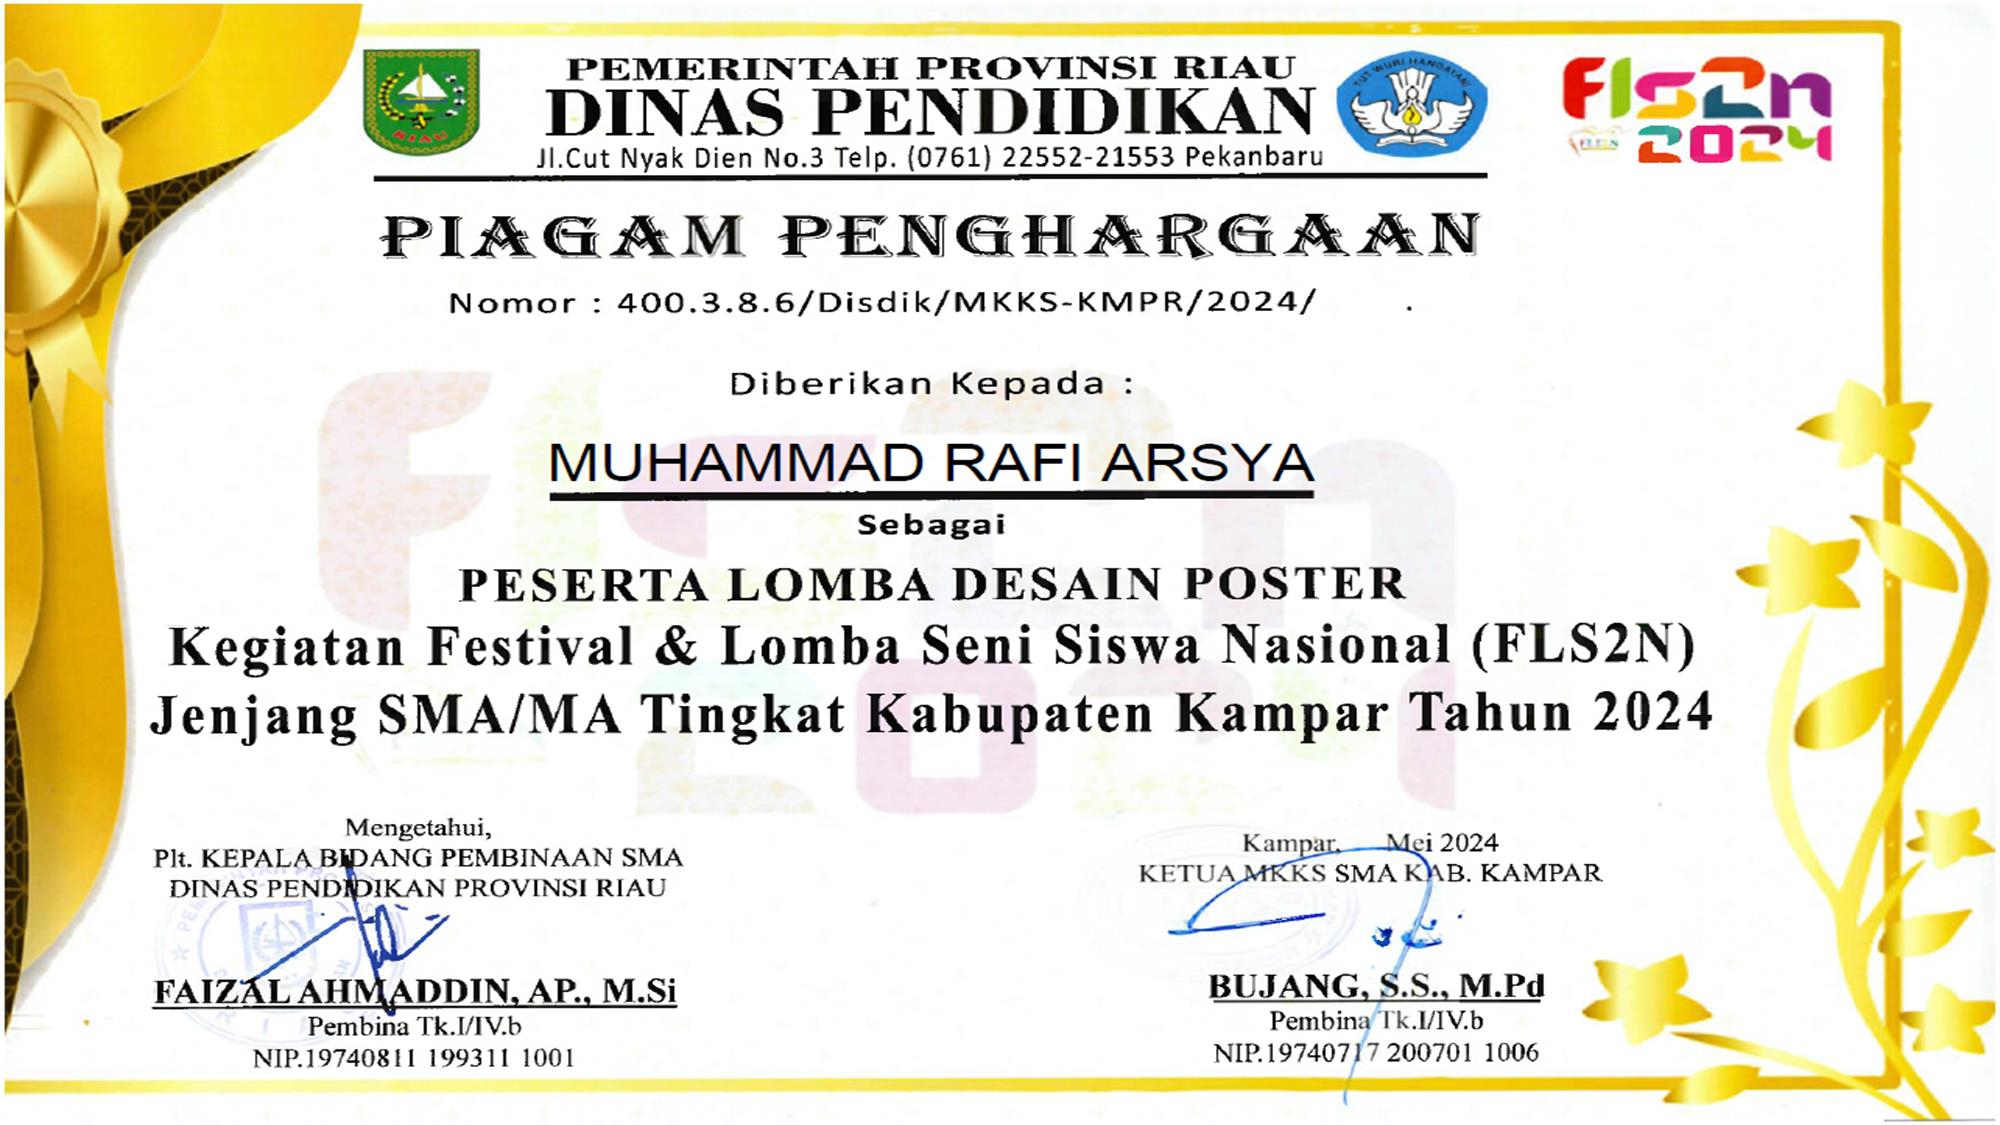 PEMERINTAH PROVINSI RIAU
DINAS PENDIDIKAN
Jl.Cut Nyak Dien No.3 Telp. (0761) 22552-21553 Pekanbaru
RIAU
TUT WURI HANDAYANI
FLS2N
2024
FLS2N
PIAGAM PENGHARGAAN
Nomor : 400.3.8.6/Disdik/MKKS-KMPR/2024/ .
Diberikan Kepada :
MUHAMMAD RAFI ARSYA
Sebagai
PESERTA LOMBA DESAIN POSTER
Kegiatan Festival & Lomba Seni Siswa Nasional (FLS2N)
Jenjang SMA/MA Tingkat Kabupaten Kampar Tahun 2024
Mengetahui,
Plt. KEPALA BIDANG PEMBINAAN SMA
DINAS PENDIDIKAN PROVINSI RIAU
FAIZAL AHMADDIN, AP., M.Si
Pembina Tk.I/IV.b
NIP.19740811 199311 1001
Kampar, Mei 2024
KETUA MKKS SMA KAB. KAMPAR
BUJANG, S.S., M.Pd
Pembina Tk.I/IV.b
NIP.19740717 200701 1006